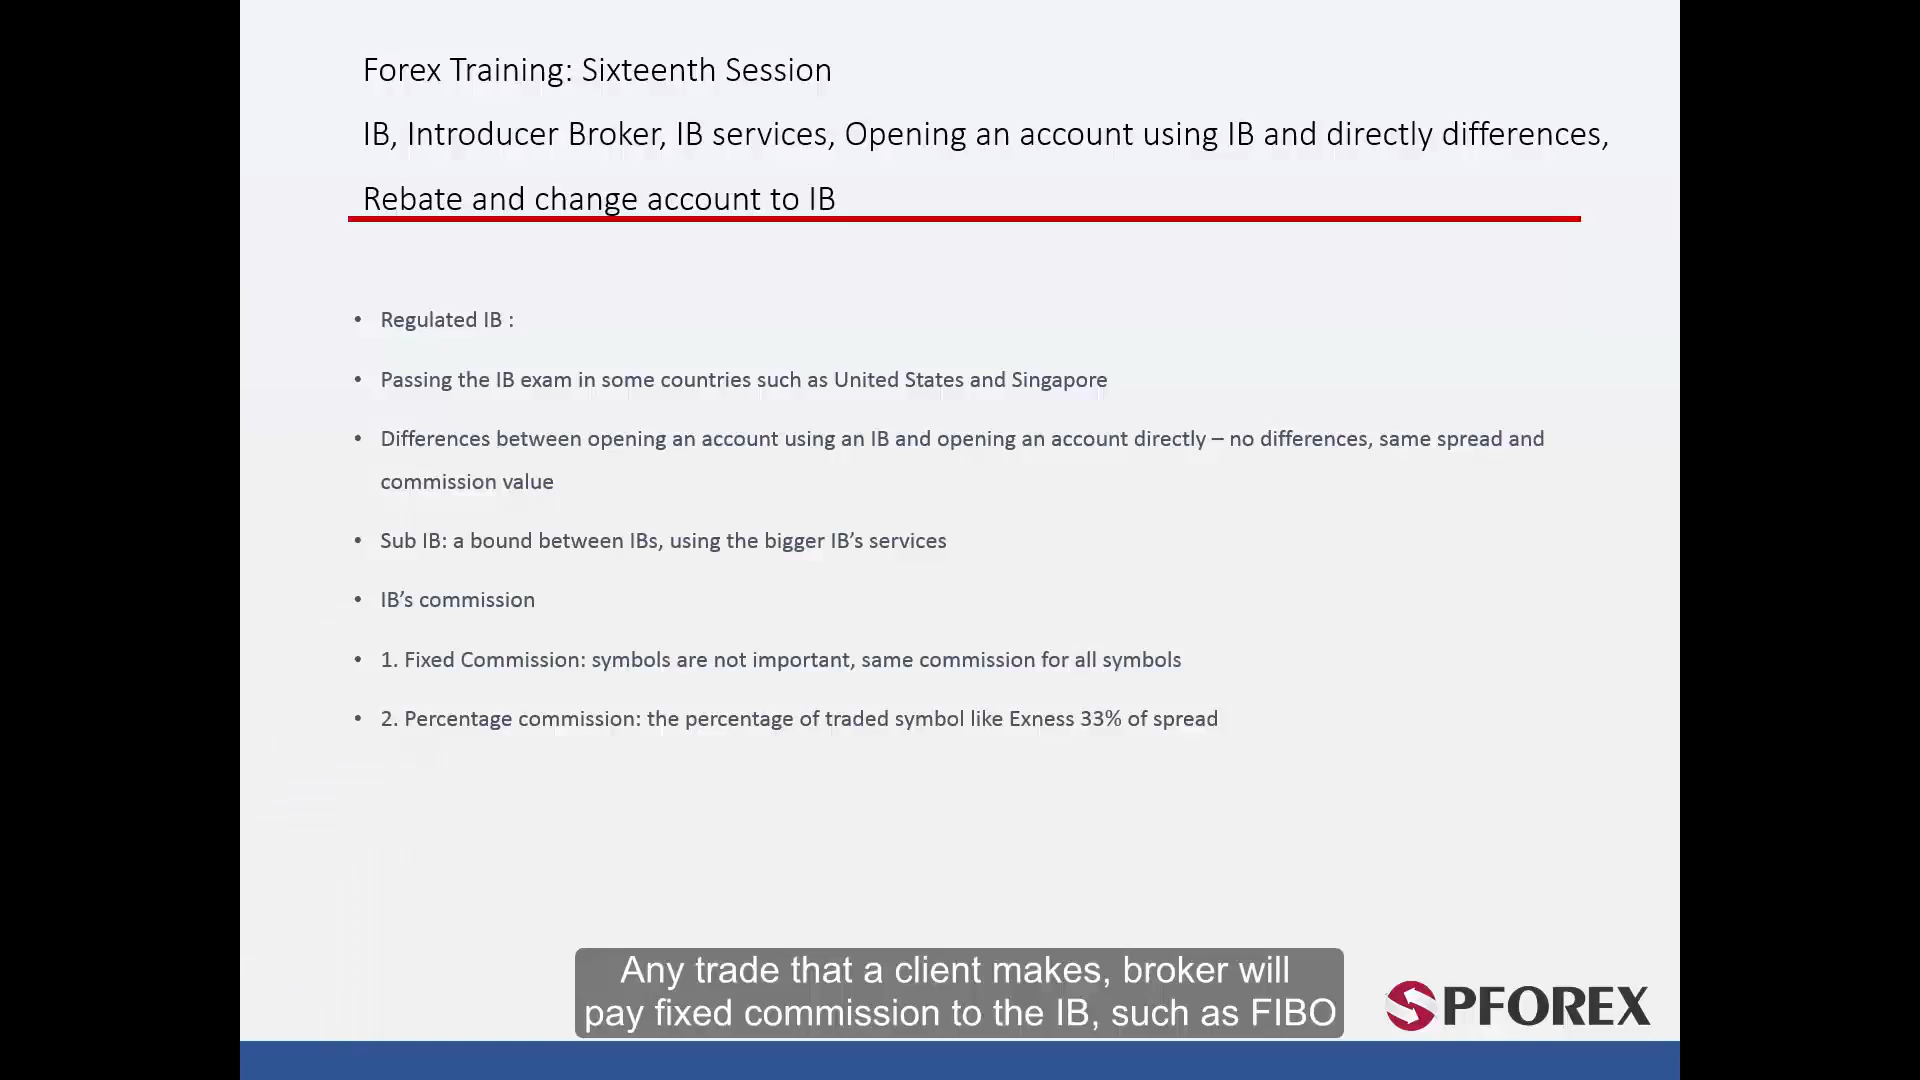 Forex Training: Sixteenth Session
IB, Introducer Broker, IB services, Opening an account using IB and directly differences,
Rebate and change account to IB
• Regulated IB :
• Passing the IB exam in some countries such as United States and Singapore
• Differences between opening an account using an IB and opening an account directly – no differences, same spread and
commission value
• Sub IB: a bound between IBs, using the bigger IB’s services
• IB’s commission
• 1. Fixed Commission: symbols are not important, same commission for all symbols
• 2. Percentage commission: the percentage of traded symbol like Exness 33% of spread
Any trade that a client makes, broker will
pay fixed commission to the IB, such as FIBO
PFOREX